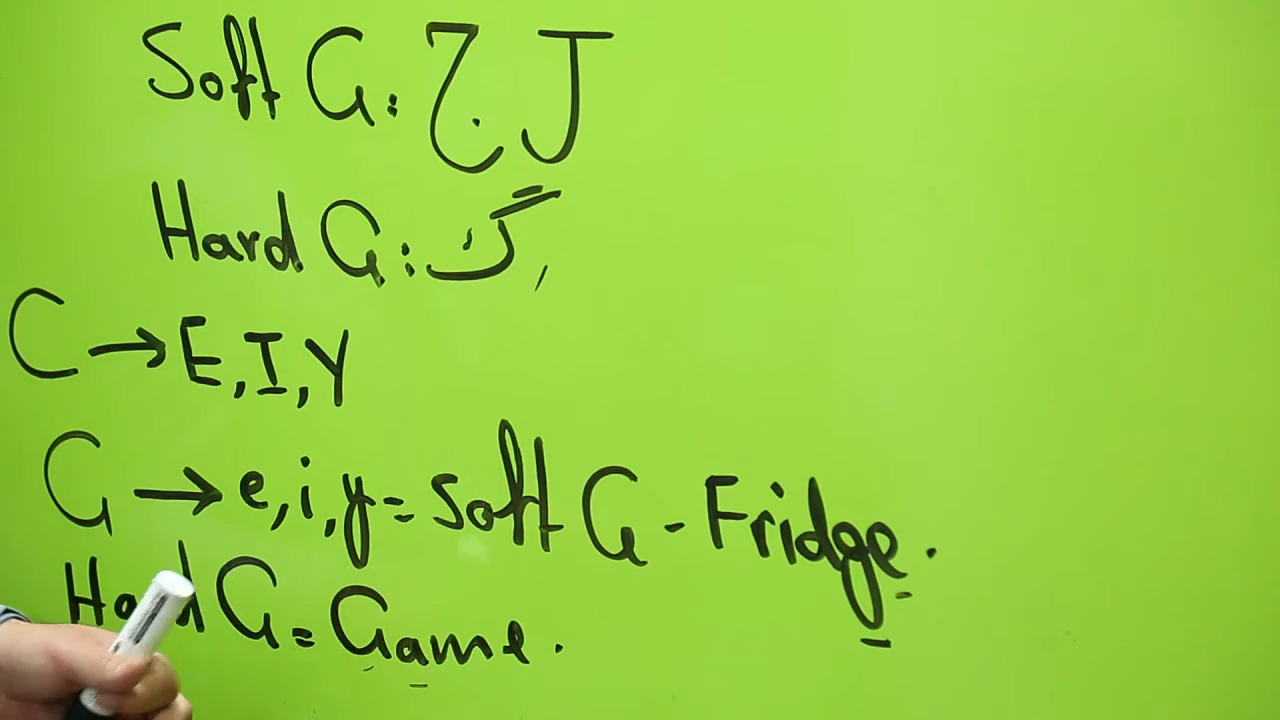 Soft G: ج J
Hard G: گ,
C → E, I, Y
G → e, i, y = Soft G - Fridge.
Hard G = Game.